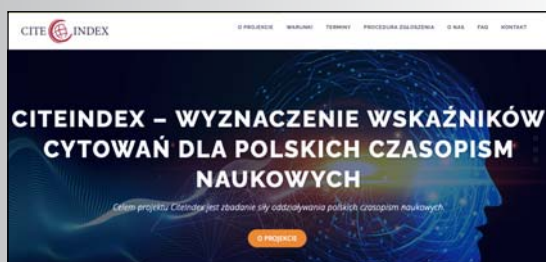 CITE INDEX
O PROJEKCIE WARUNKI TERMINY PROCEDURA ZGŁOSZENIA O NAS FAQ KONTAKT
CITEINDEX – WYZNACZENIE WSKAŹNIKÓW
CYTOWAŃ DLA POLSKICH CZASOPISM
NAUKOWYCH
Celem projektu CiteIndex jest zbadanie siły oddziaływania polskich czasopism naukowych.
O PROJEKCIE